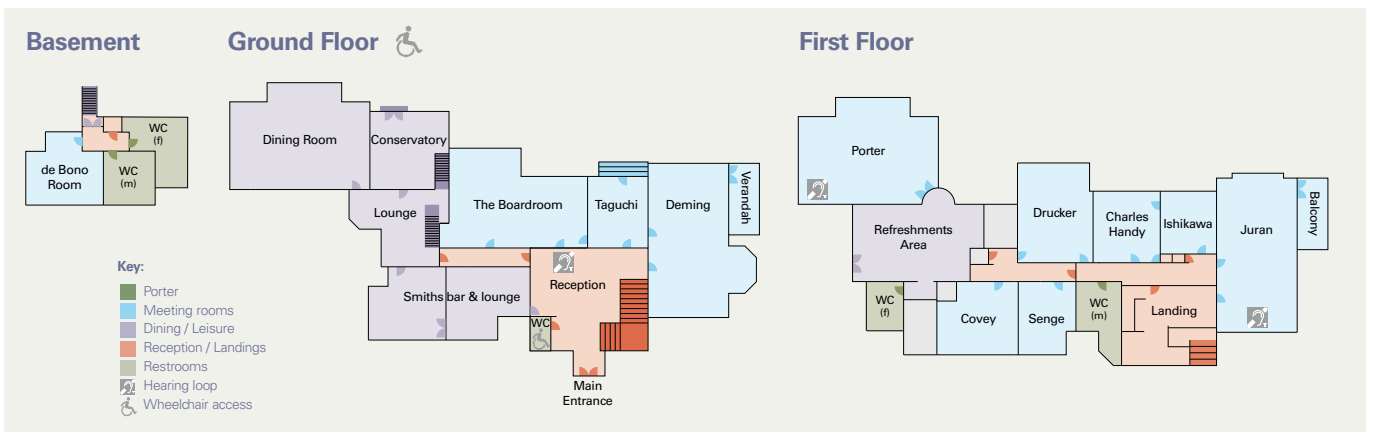 Basement
Ground Floor
First Floor
WC
(f)
de Bono
Room
WC
(m)
Key:
Porter
Meeting rooms
Dining / Leisure
Reception / Landings
Restrooms
Hearing loop
Wheelchair access
Dining Room
Conservatory
Lounge
The Boardroom
Taguchi
Deming
Verandah
Smiths bar & lounge
Reception
WC
Main
Entrance
Porter
Refreshments
Area
Drucker
Charles
Handy
Ishikawa
Juran
Balcony
WC
(f)
Covey
Senge
WC
(m)
Landing